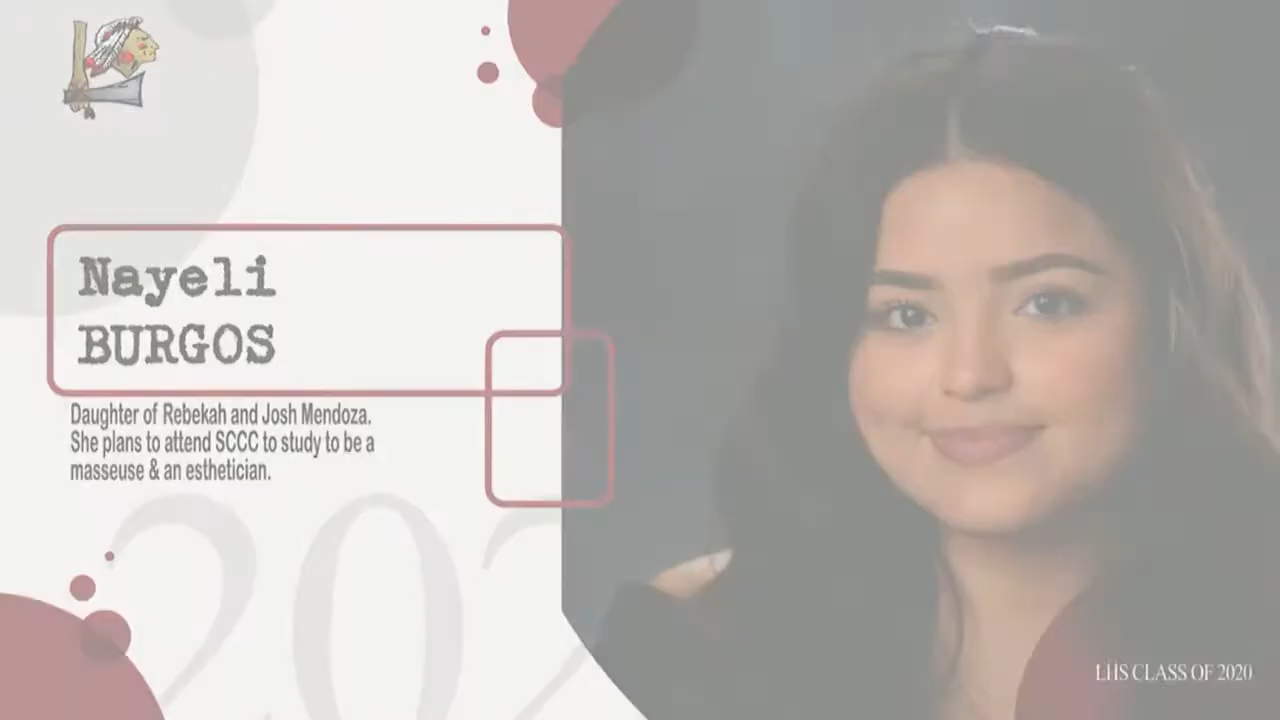 Nayeli
BURGOS
Daughter of Rebekah and Josh Mendoza.
She plans to attend SCCC to study to be a
masseuse & an esthetician.
202
LHS CLASS OF 2020